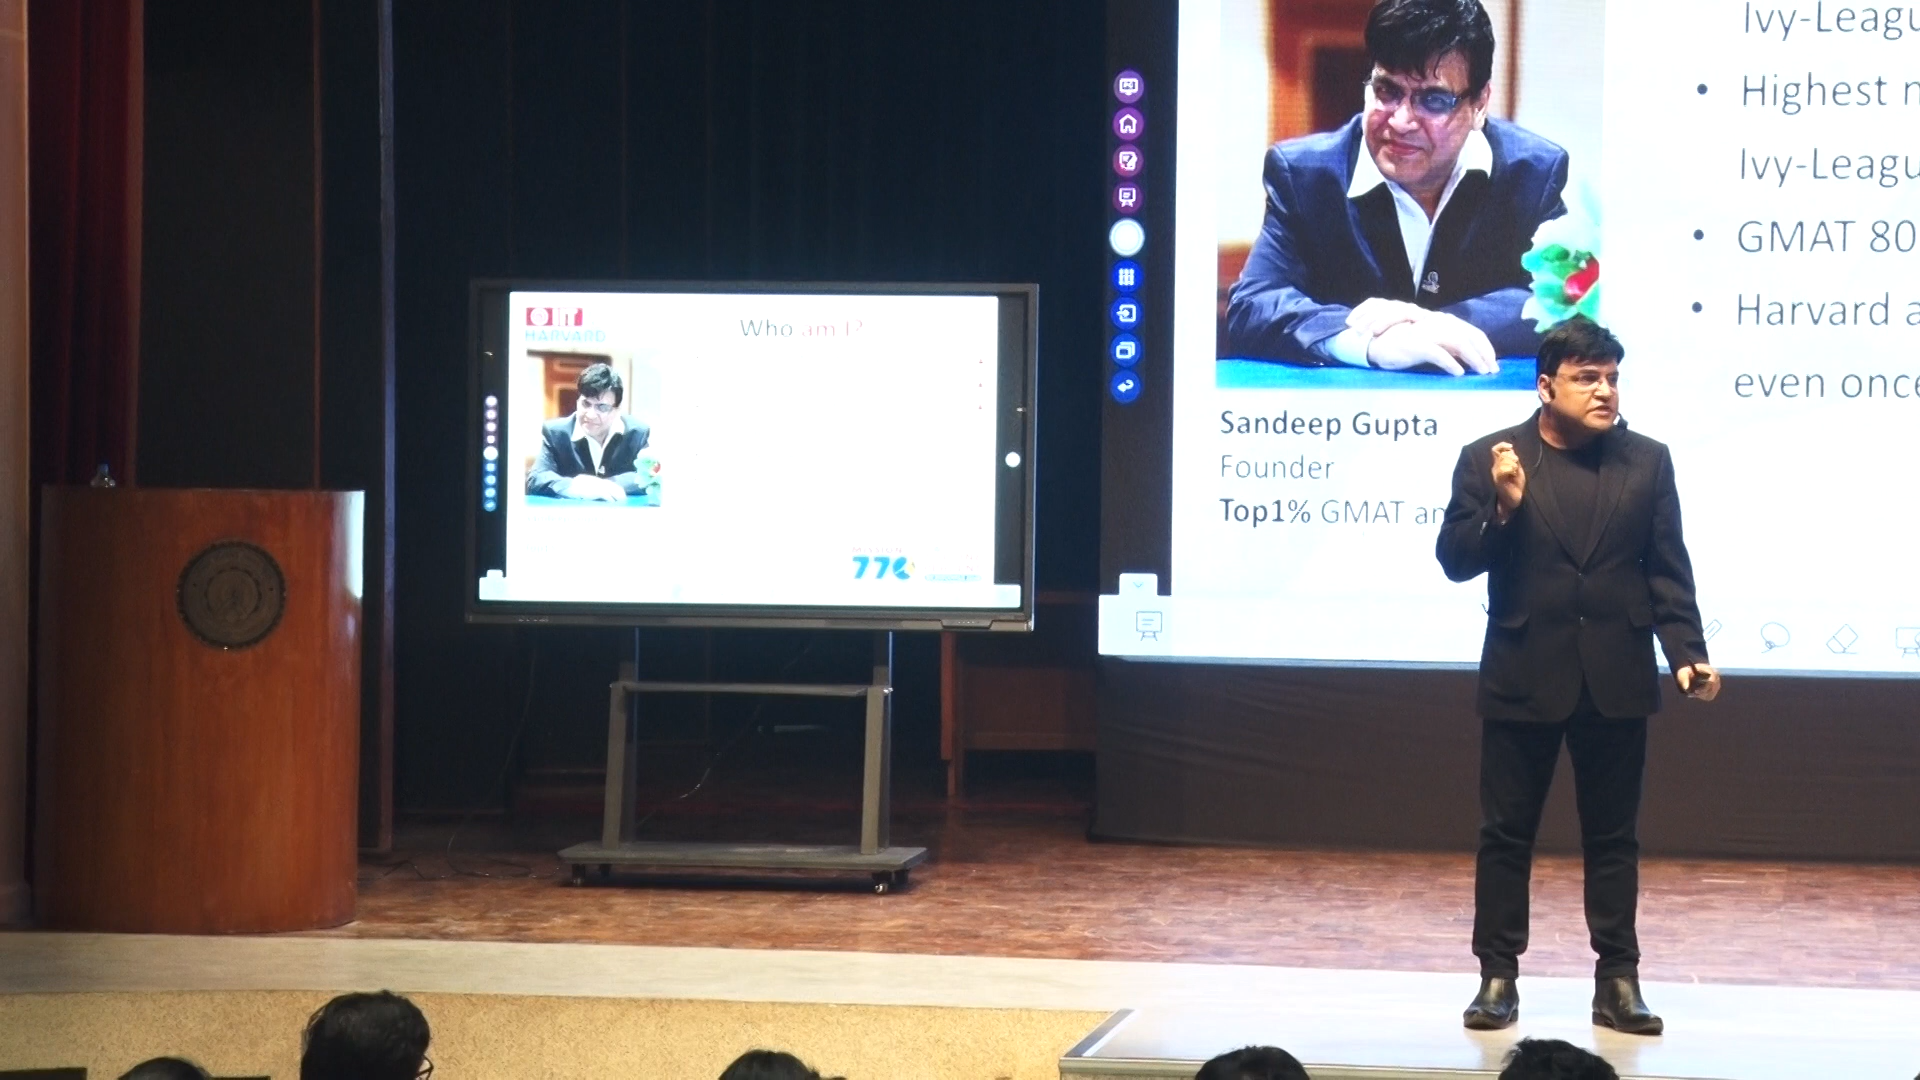 HARVARD
Who am I?
77
Ivy-Leagu
• Highest
Ivy-Leagu
• GMAT 80
• Harvard a
even once
Sandeep Gupta
Founder
Top1% GMAT an